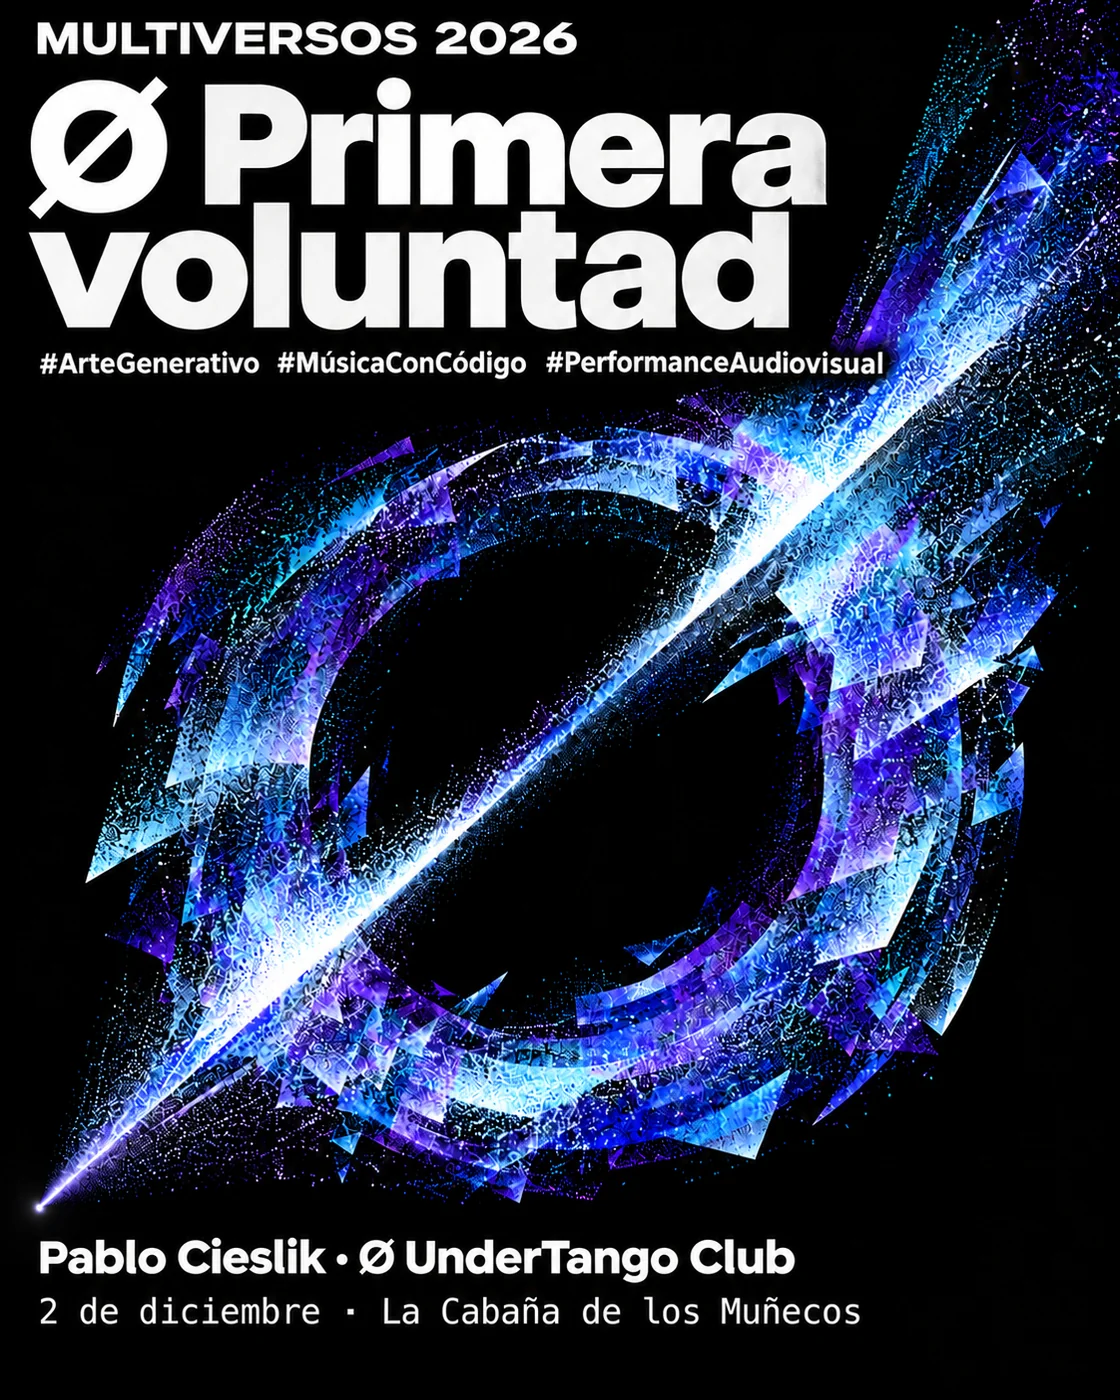 MULTIVERSOS 2026
Ø Primera
voluntad
#ArteGenerativo #MúsicaConCódigo #PerformanceAudiovisual
Pablo Cieslik · Ø UnderTango Club
2 de diciembre · La Cabaña de los Muñecos